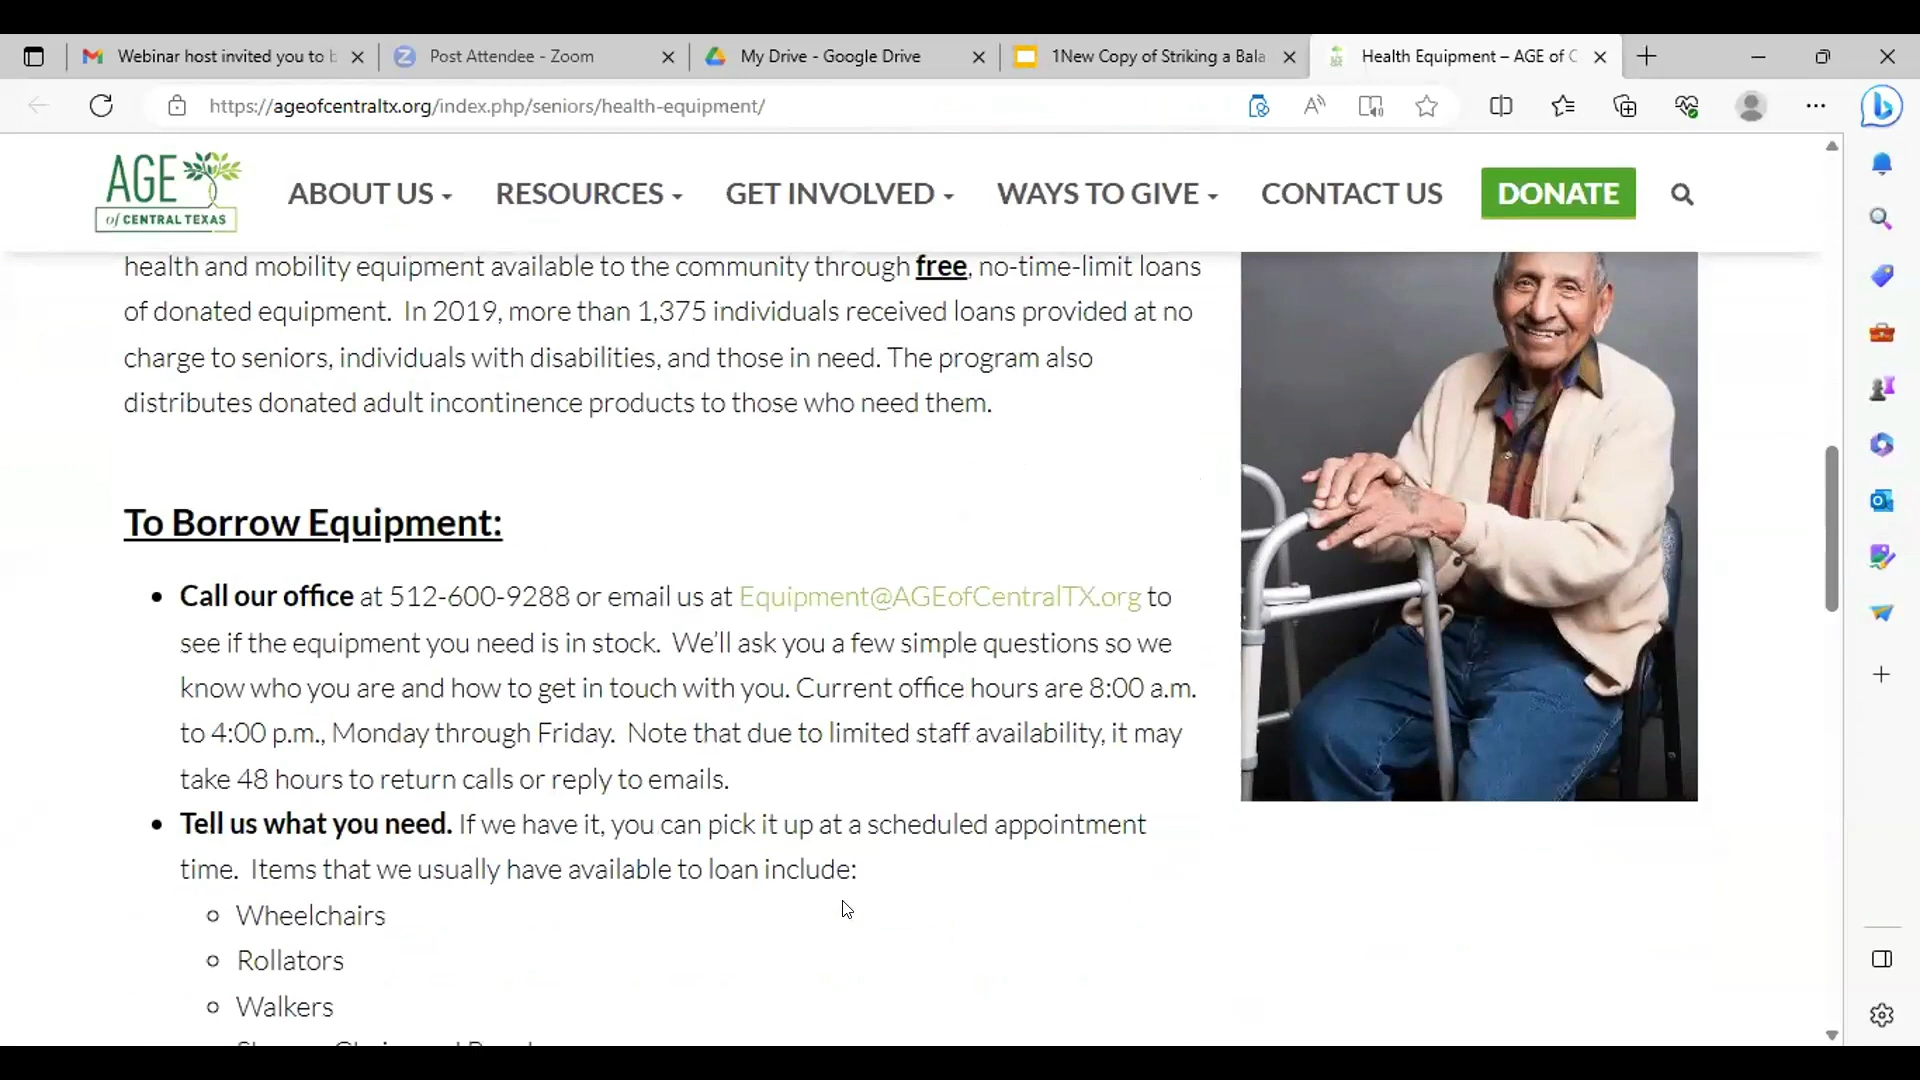 Webinar host invited you to b
Post Attendee - Zoom
My Drive - Google Drive
1New Copy of Striking a Bala
Health Equipment – AGE of C
https://ageofcentraltx.org/index.php/seniors/health-equipment/
AGE
of CENTRAL TEXAS
ABOUT US
RESOURCES
GET INVOLVED
WAYS TO GIVE
CONTACT US
DONATE
health and mobility equipment available to the community through free, no-time-limit loans
of donated equipment. In 2019, more than 1,375 individuals received loans provided at no
charge to seniors, individuals with disabilities, and those in need. The program also
distributes donated adult incontinence products to those who need them.
To Borrow Equipment:
• Call our office at 512-600-9288 or email us at Equipment@AGEofCentralTX.org to
see if the equipment you need is in stock. We'll ask you a few simple questions so we
know who you are and how to get in touch with you. Current office hours are 8:00 a.m.
to 4:00 p.m., Monday through Friday. Note that due to limited staff availability, it may
take 48 hours to return calls or reply to emails.
• Tell us what you need. If we have it, you can pick it up at a scheduled appointment
time. Items that we usually have available to loan include:
Wheelchairs
Rollators
Walkers